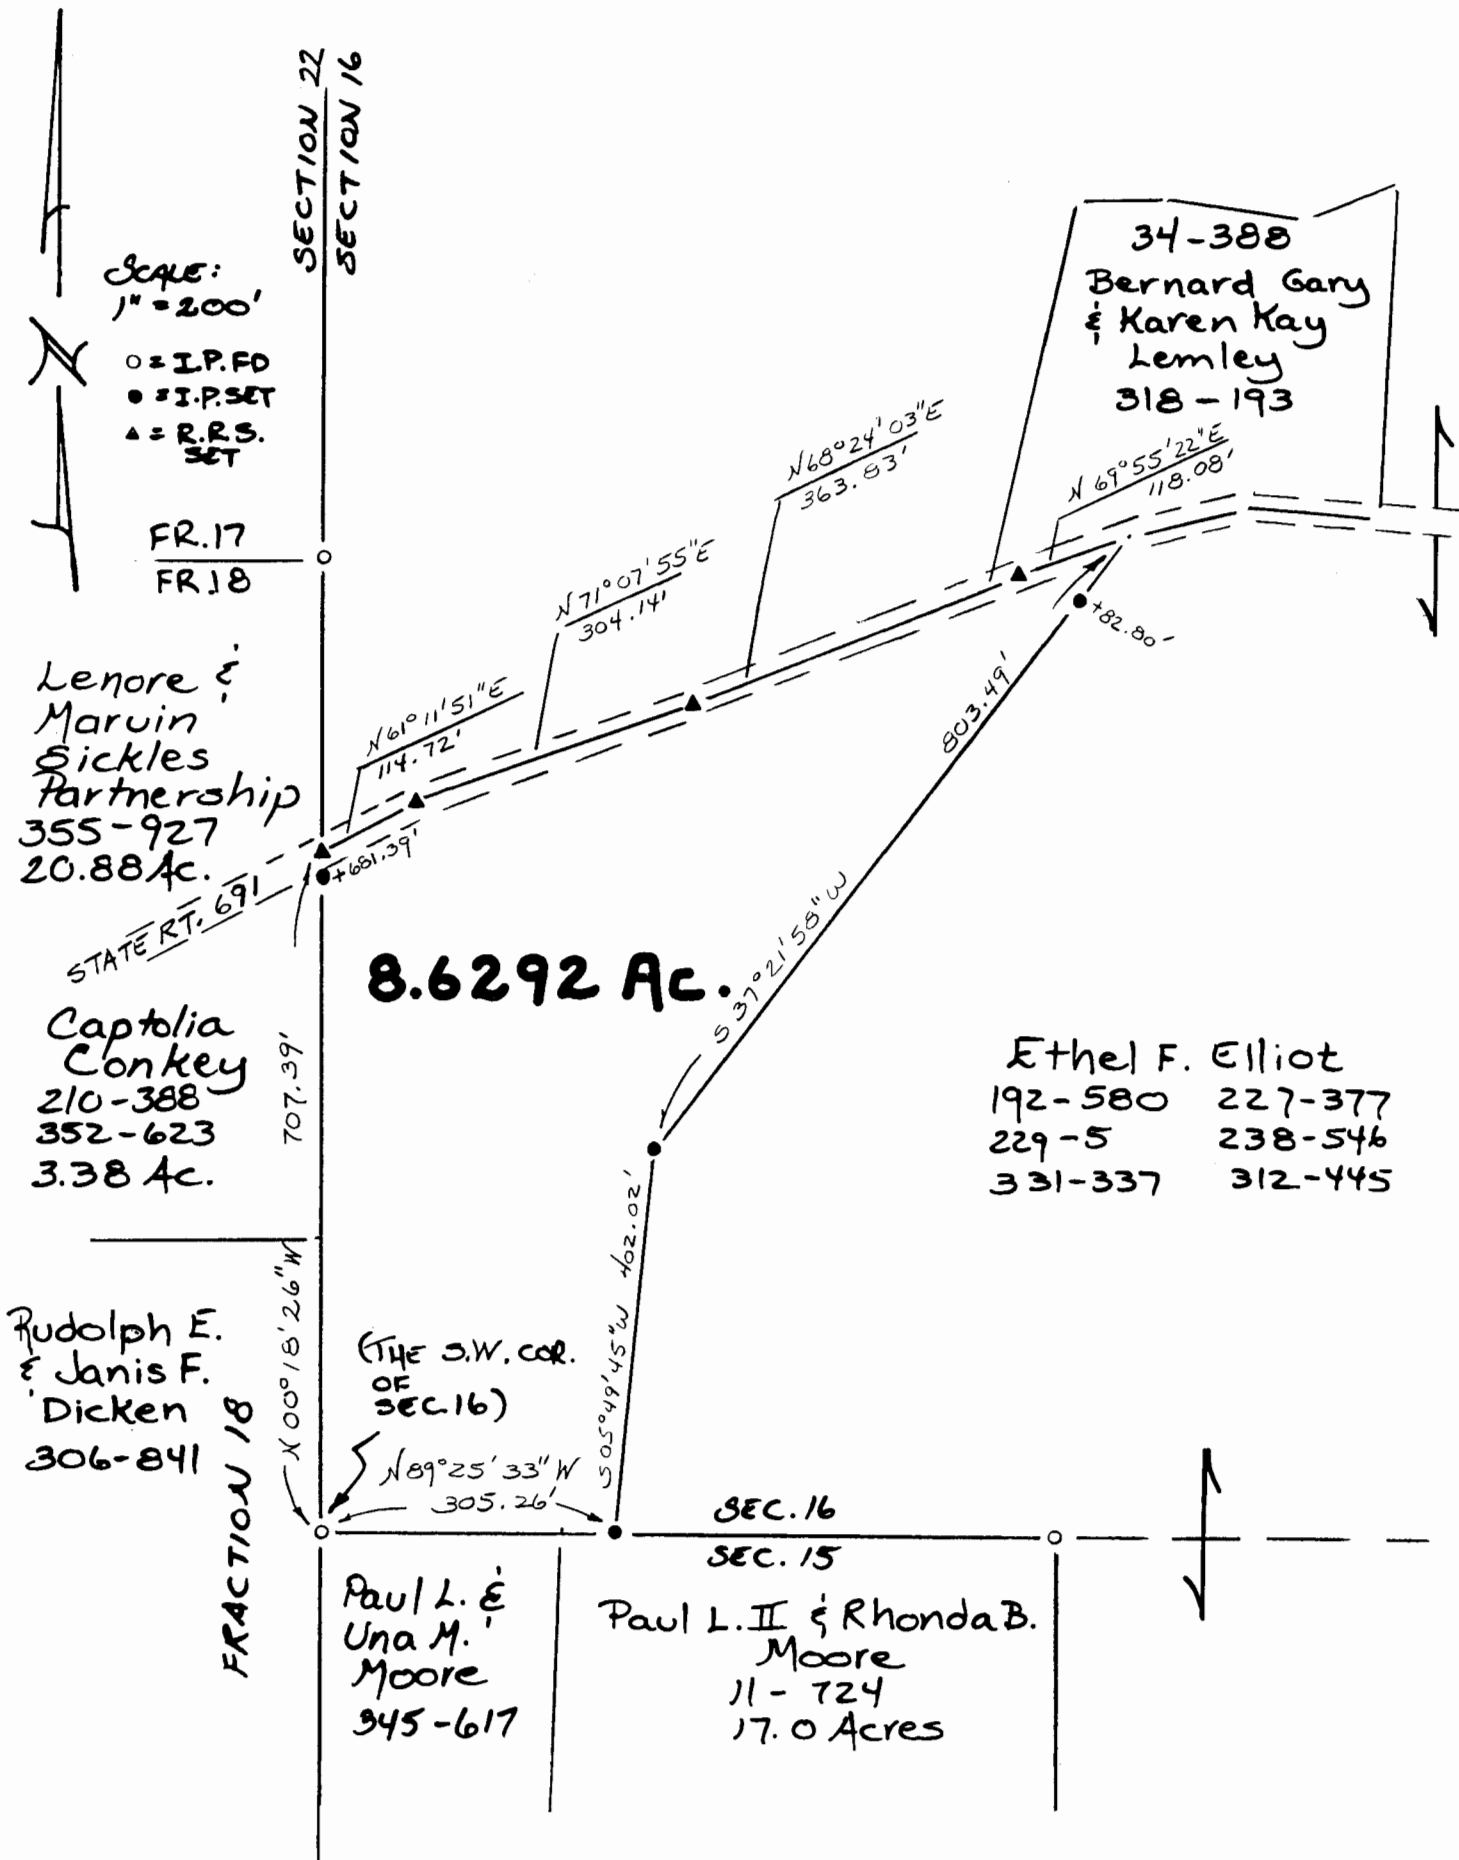 SECTION 22
SECTION 16
SCALE:
1" = 200'
N
○ = I.P. FD
● = I.P. SET
▲ = R.R.S.
SET
34-388
Bernard Gary
& Karen Kay
Lemley
318-193
N 69°55'22"E
118.08'
N68°24'03"E
363.83'
N71°07'55"E
304.14'
N61°11'51"E
114.72'
FR.17
FR.18
+82.80-
803.49'
Lenore &
Marvin
Sickles
Partnership
355-927
20.88 Ac.
+681.39'
STATE RT. 691
8.6292 Ac.
S 37°21'58" W
Captolia
Conkey
210-388
352-623
3.38 Ac.
707.39'
N 00°18'26" W
Ethel F. Elliot
192-580 227-377
229-5 238-546
331-337 312-445
S 05°49'45"W 402.02'
Rudolph E.
& Janis F.
Dicken
306-841
FRACTION 18
(THE S.W. COR.
OF
SEC. 16)
N89°25'33" W
305.26'
SEC. 16
SEC. 15
Paul L. &
Una M.
Moore
345-617
Paul L. II & Rhonda B.
Moore
11-724
17.0 Acres